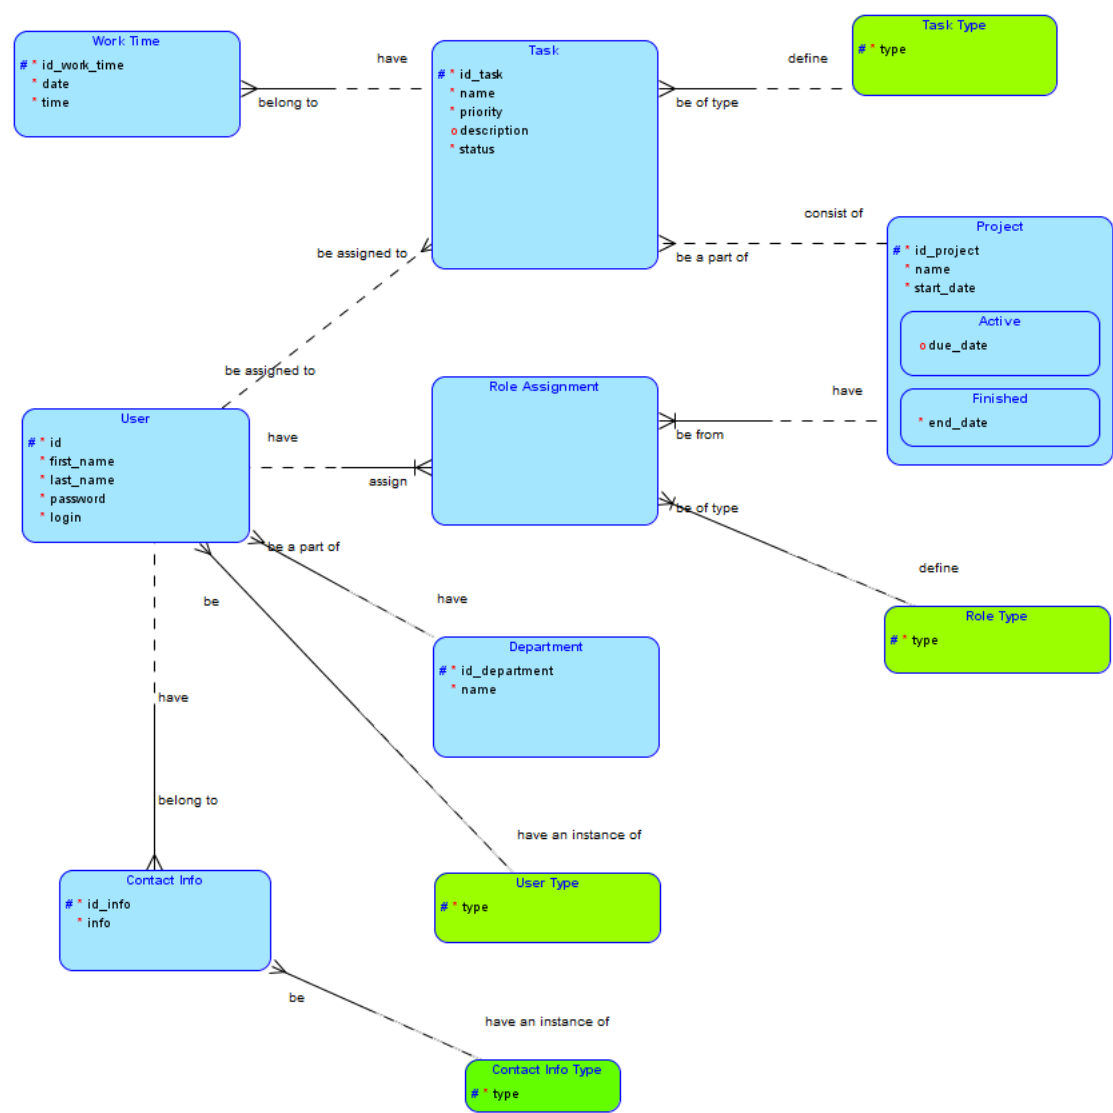 Work Time
# * id_work_time
* date
* time
have
belong to
Task
# * id_task
* name
* priority
o description
* status
define
be of type
Task Type
# * type
consist of
be a part of
Project
# * id_project
* name
* start_date
Active
o due_date
Finished
* end_date
be assigned to
be assigned to
User
# * id
* first_name
* last_name
* password
* login
have
assign
Role Assignment
have
be from
be of type
define
Role Type
# * type
be a part of
have
Department
# * id_department
* name
be
have an instance of
User Type
# * type
have
belong to
Contact Info
# * id_info
* info
be
have an instance of
Contact Info Type
# * type